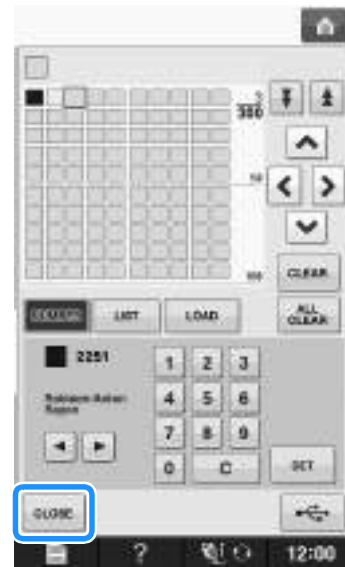 300
50
100
CLEAR
LIST
LOAD
ALL
CLEAR
2251
1 2 3
4 5 6
7 8 9
0 C
SET
CLOSE
?
12:00